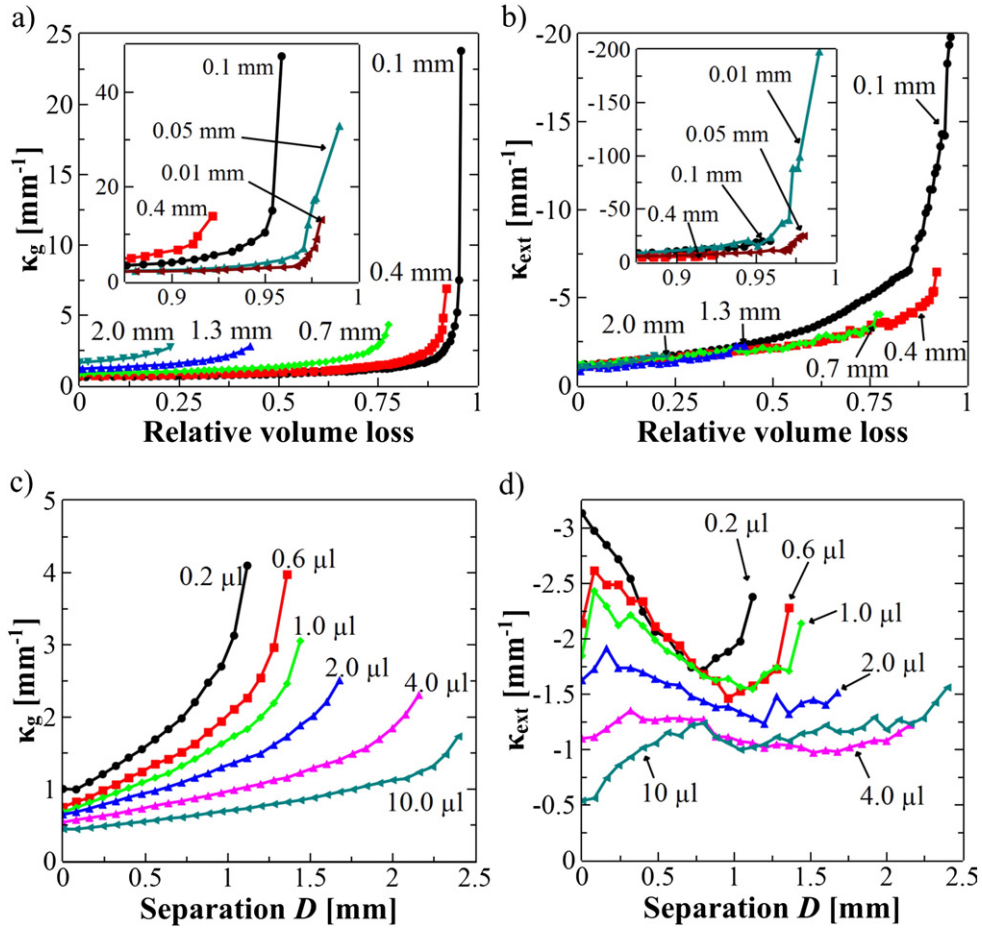 a)
κg [mm-1]
25
20
15
10
5
0
0 0.25 0.50 0.75 1
Relative volume loss
0.1 mm
0.4 mm
0.7 mm
1.3 mm
2.0 mm
40
20
0
0.9 0.95 1
0.1 mm
0.05 mm
0.01 mm
0.4 mm
b)
κext [mm-1]
-20
-15
-10
-5
0
0 0.25 0.5 0.75 1
Relative volume loss
0.1 mm
1.3 mm
2.0 mm
0.4 mm
0.7 mm
-200
-150
-100
-50
0
0.9 0.95 1
0.01 mm
0.05 mm
0.1 mm
0.4 mm
c)
κg [mm-1]
5
4
3
2
1
0
0 0.5 1 1.5 2 2.5
Separation D [mm]
0.2 µl
0.6 µl
1.0 µl
2.0 µl
4.0 µl
10.0 µl
d)
κext [mm-1]
-3
-2.5
-2
-1.5
-1
-0.5
0
0 0.5 1 1.5 2 2.5
Separation D [mm]
0.2 µl
0.6 µl
1.0 µl
2.0 µl
10 µl
4.0 µl